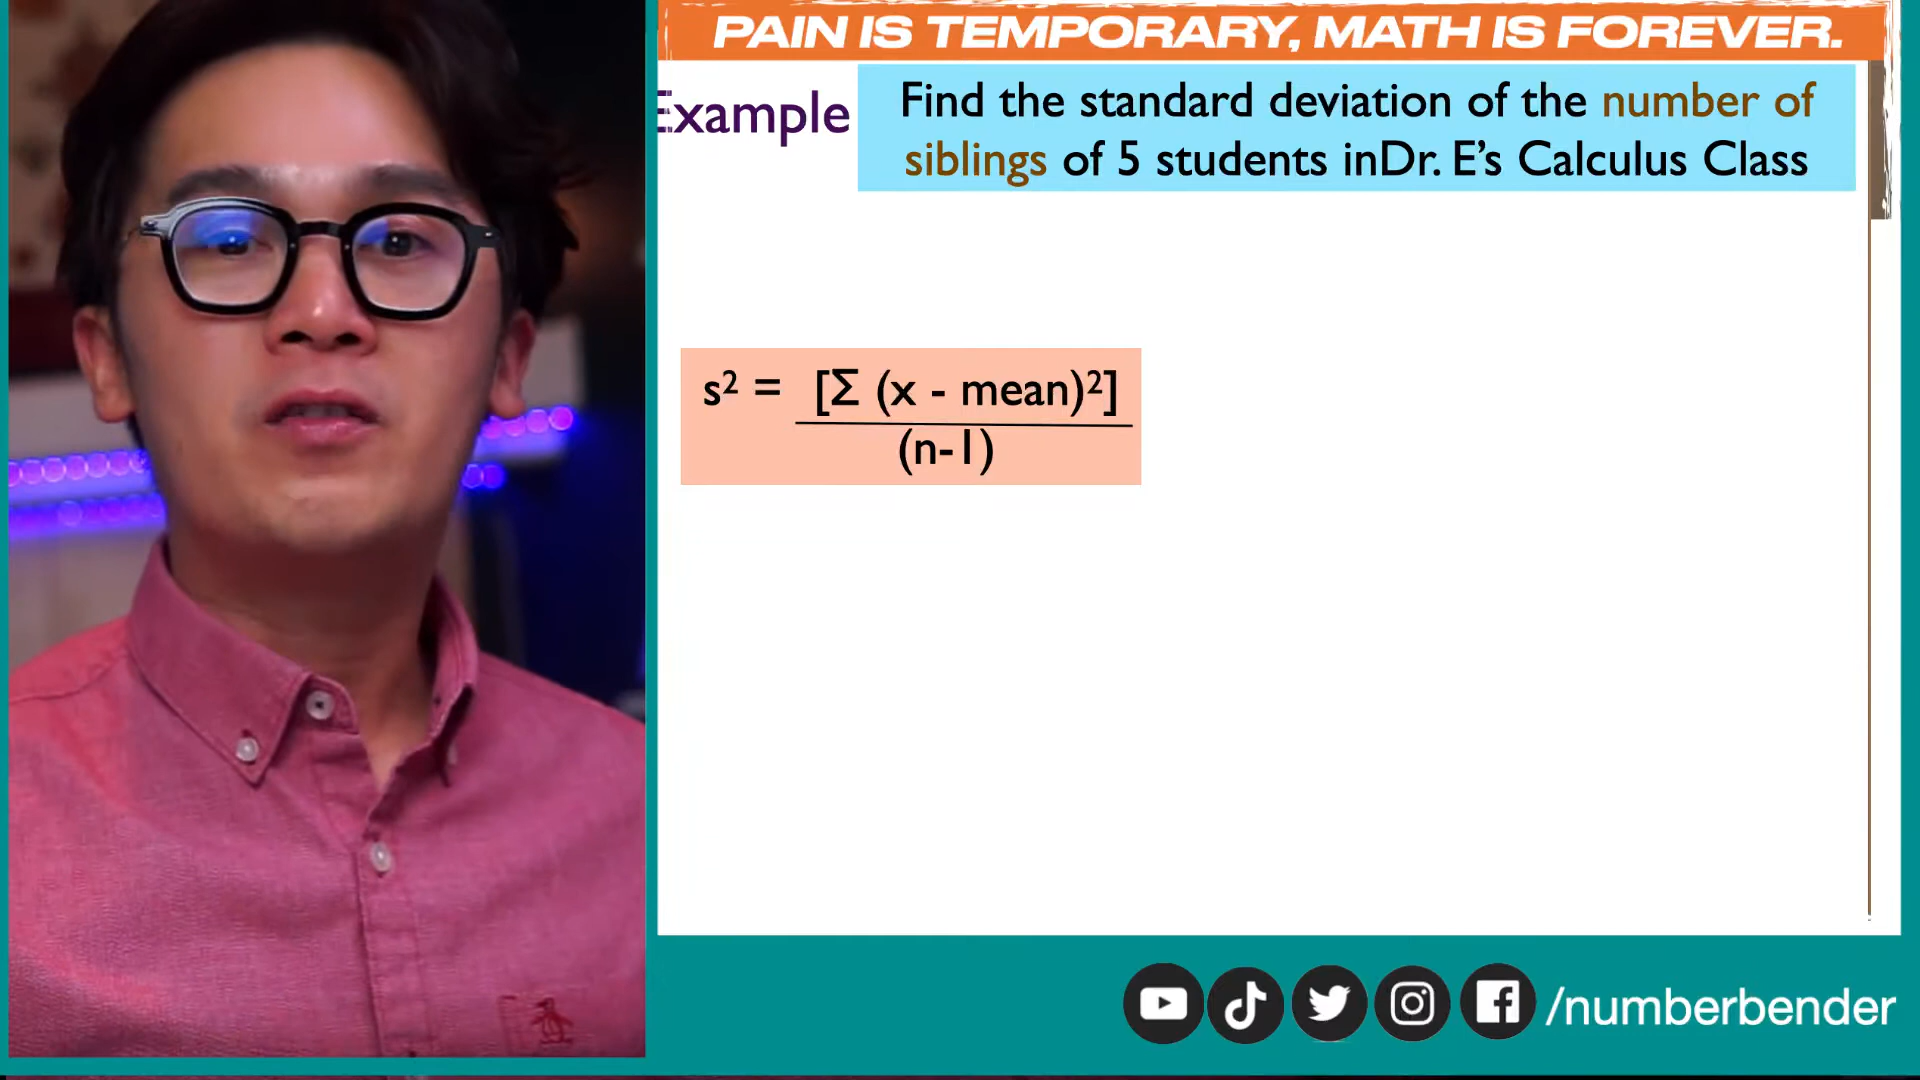 PAIN IS TEMPORARY, MATH IS FOREVER.
Example
Find the standard deviation of the number of
siblings of 5 students inDr. E’s Calculus Class
s² = [Σ (x - mean)²]
(n-1)
/numberbender